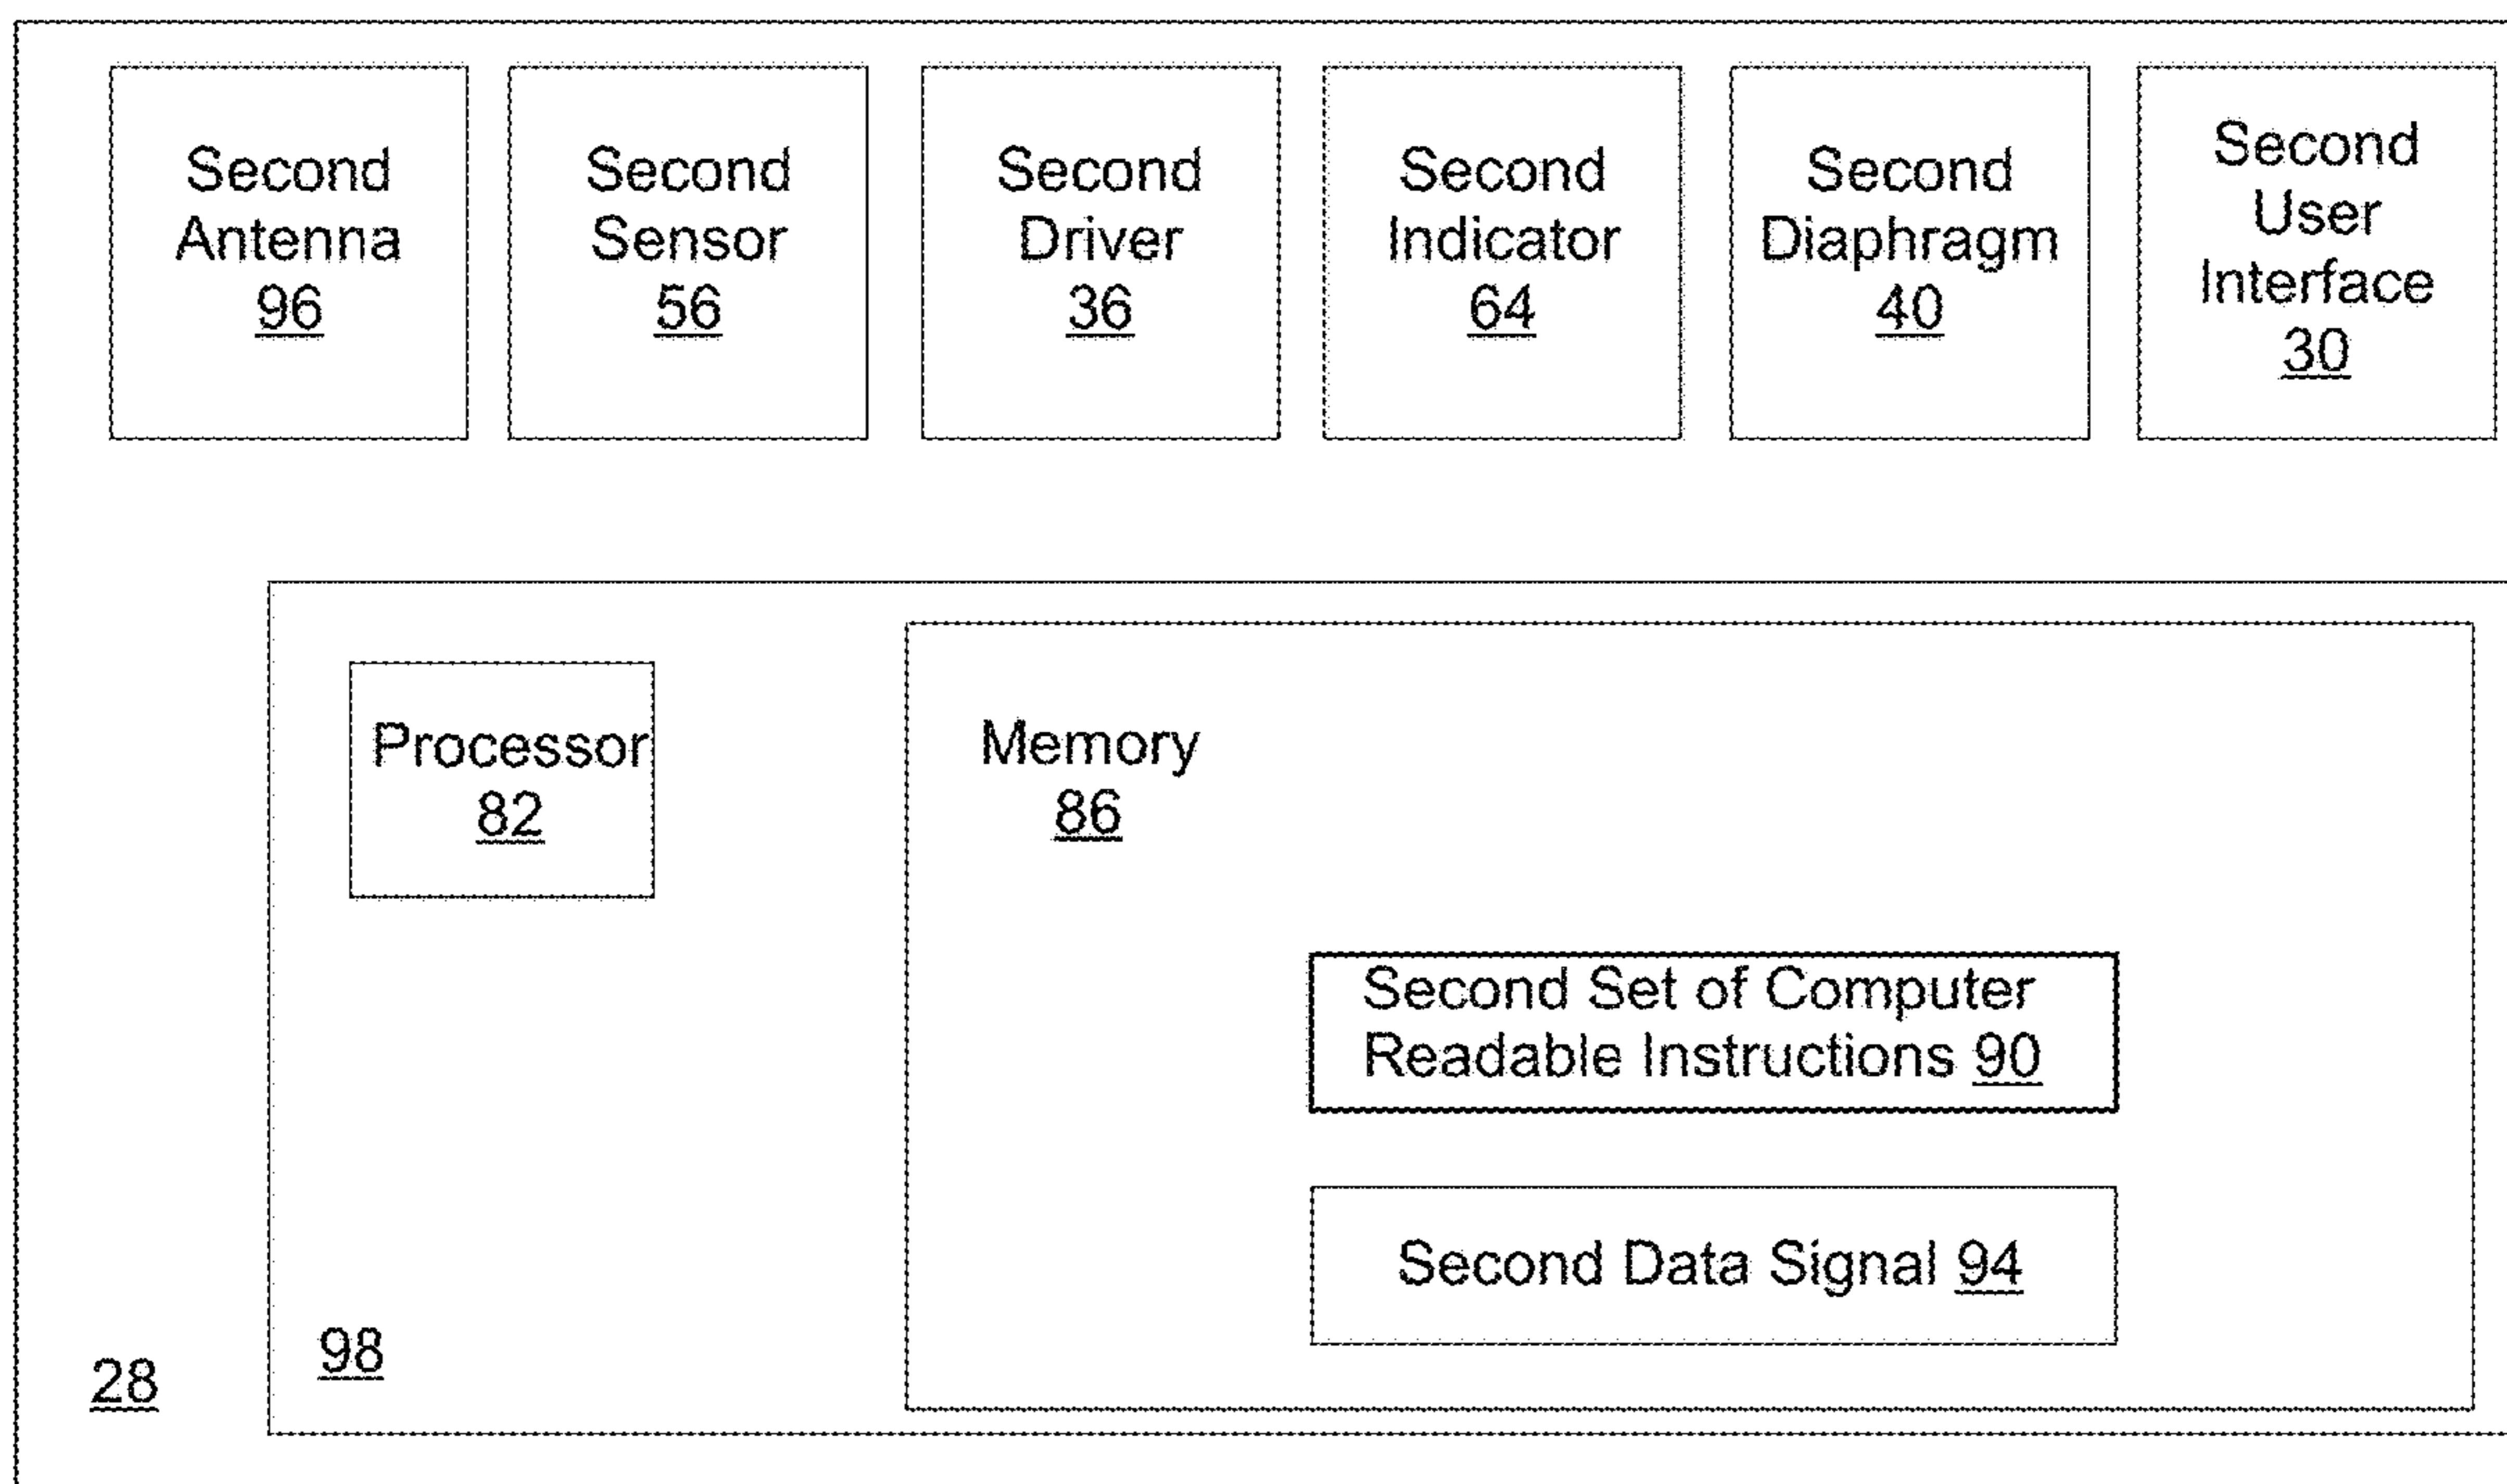 Second
Antenna
96
Second
Sensor
56
Second
Driver
36
Second
Indicator
64
Second
Diaphragm
40
Second
User
Interface
30
Processor
82
Memory
86
Second Set of Computer
Readable Instructions 90
Second Data Signal 94
98
28